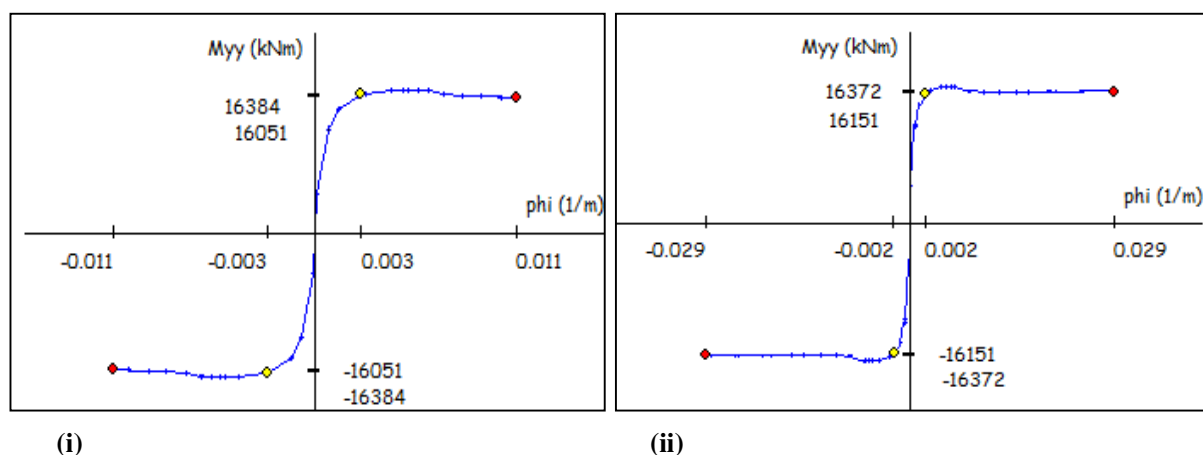 Myy (kNm)
16384
16051
phi (1/m)
-0.011
-0.003
0.003
0.011
-16051
-16384
(i)
Myy (kNm)
16372
16151
phi (1/m)
-0.029
-0.002
0.002
0.029
-16151
-16372
(ii)